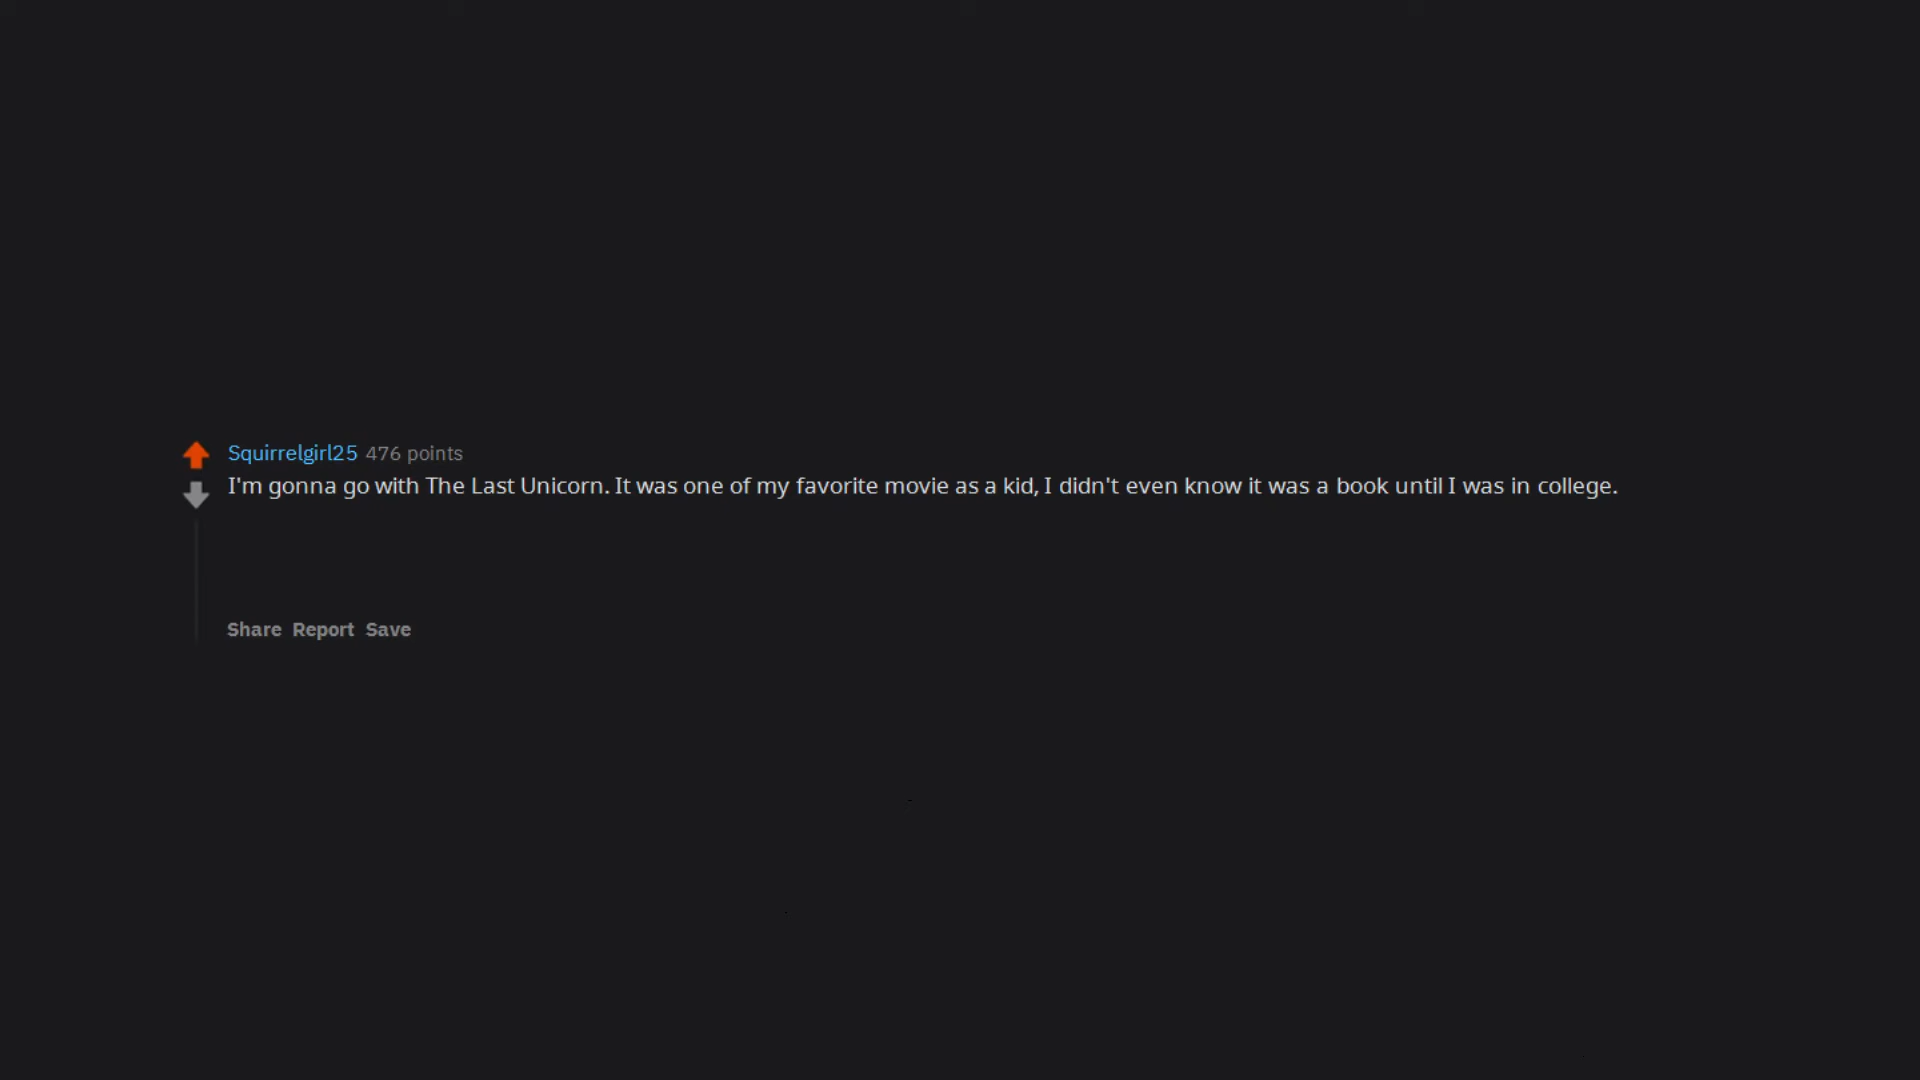 Squirrelgirl25 476 points
I'm gonna go with The Last Unicorn. It was one of my favorite movie as a kid, I didn't even know it was a book until I was in college.
Share Report Save